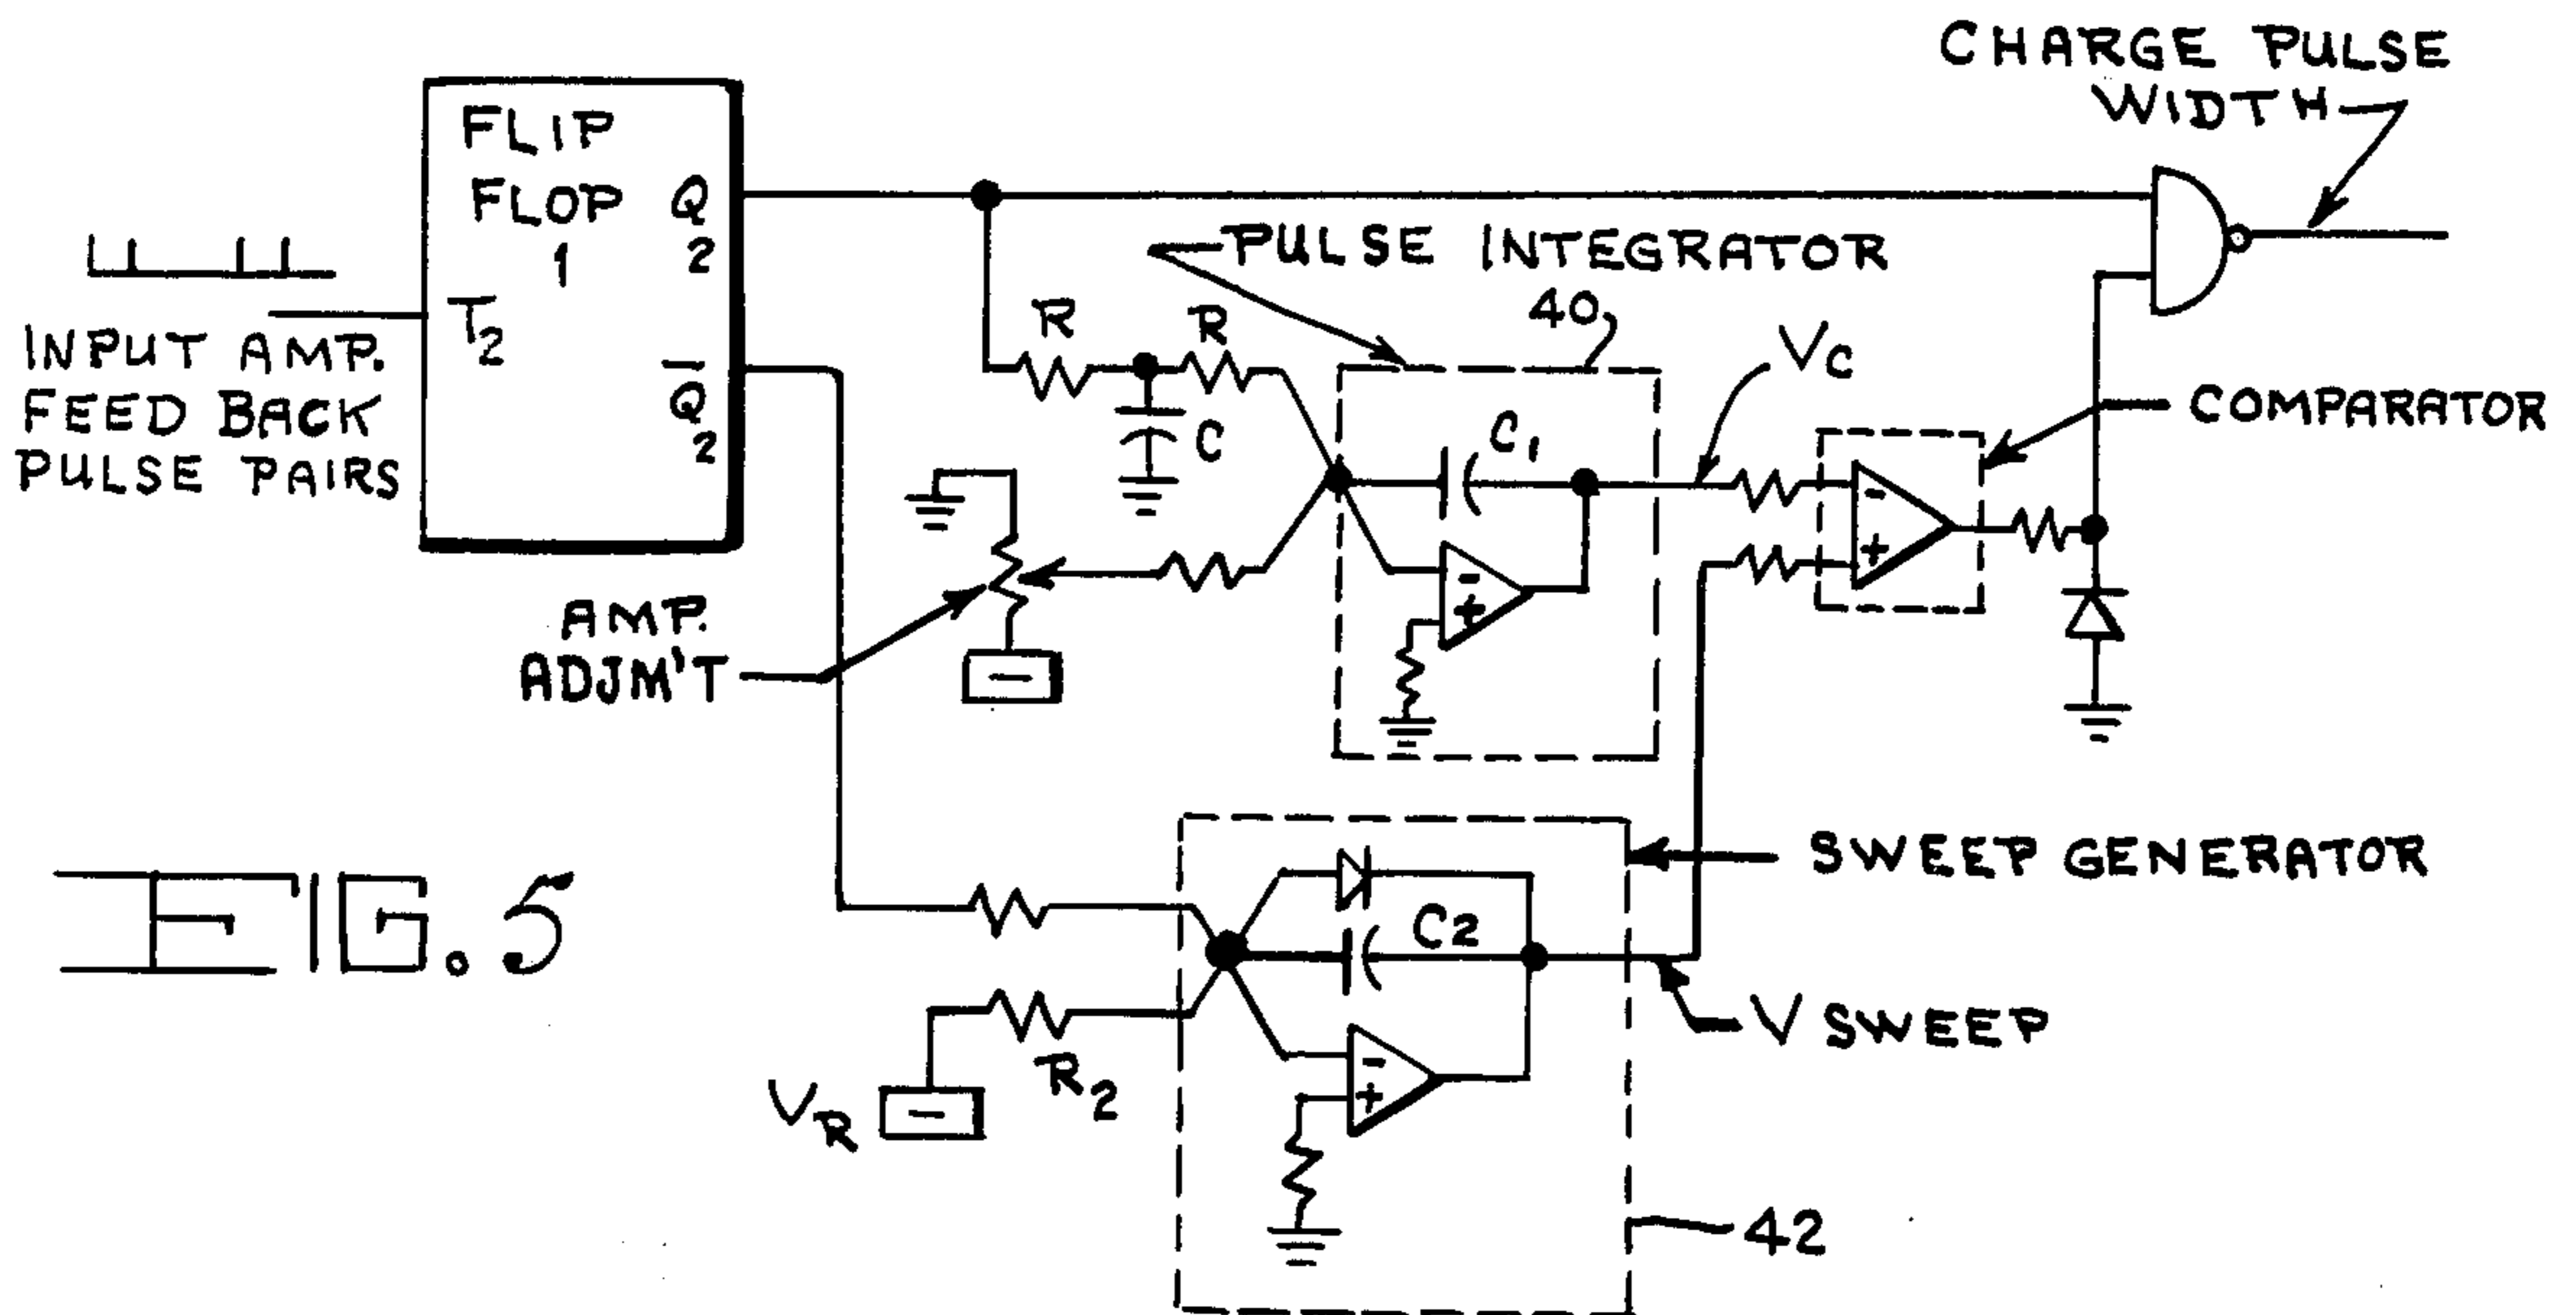 CHARGE PULSE
WIDTH
FLIP
FLOP
1
Q
2
T2
Q̅
2
INPUT AMP.
FEED BACK
PULSE PAIRS
PULSE INTEGRATOR
40
R
R
C
C1
VC
COMPARATOR
-
+
-
+
AMP.
ADJM'T
-
SWEEP GENERATOR
C2
V SWEEP
-
+
R2
VR
-
42
FIG. 5